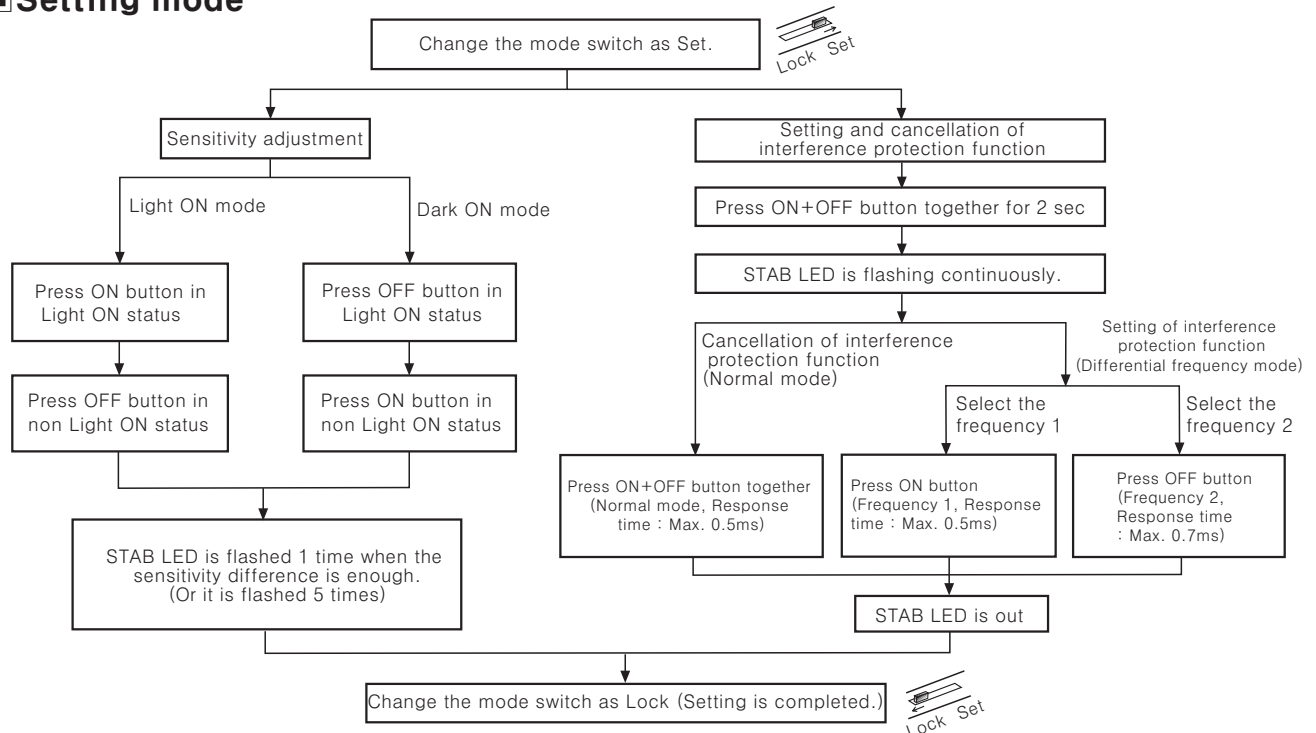 Setting mode
Change the mode switch as Set.
Lock Set
Sensitivity adjustment
Light ON mode
Dark ON mode
Press ON button in
Light ON status
Press OFF button in
Light ON status
Press OFF button in
non Light ON status
Press ON button in
non Light ON status
STAB LED is flashed 1 time when the
sensitivity difference is enough.
(Or it is flashed 5 times)
Setting and cancellation of
interference protection function
Press ON+OFF button together for 2 sec
STAB LED is flashing continuously.
Cancellation of interference
protection function
(Normal mode)
Setting of interference
protection function
(Differential frequency mode)
Select the
frequency 1
Select the
frequency 2
Press ON+OFF button together
(Normal mode, Response
time : Max. 0.5ms)
Press ON button
(Frequency 1, Response
time : Max. 0.5ms)
Press OFF button
(Frequency 2,
Response time
: Max. 0.7ms)
STAB LED is out
Change the mode switch as Lock (Setting is completed.)
Lock Set